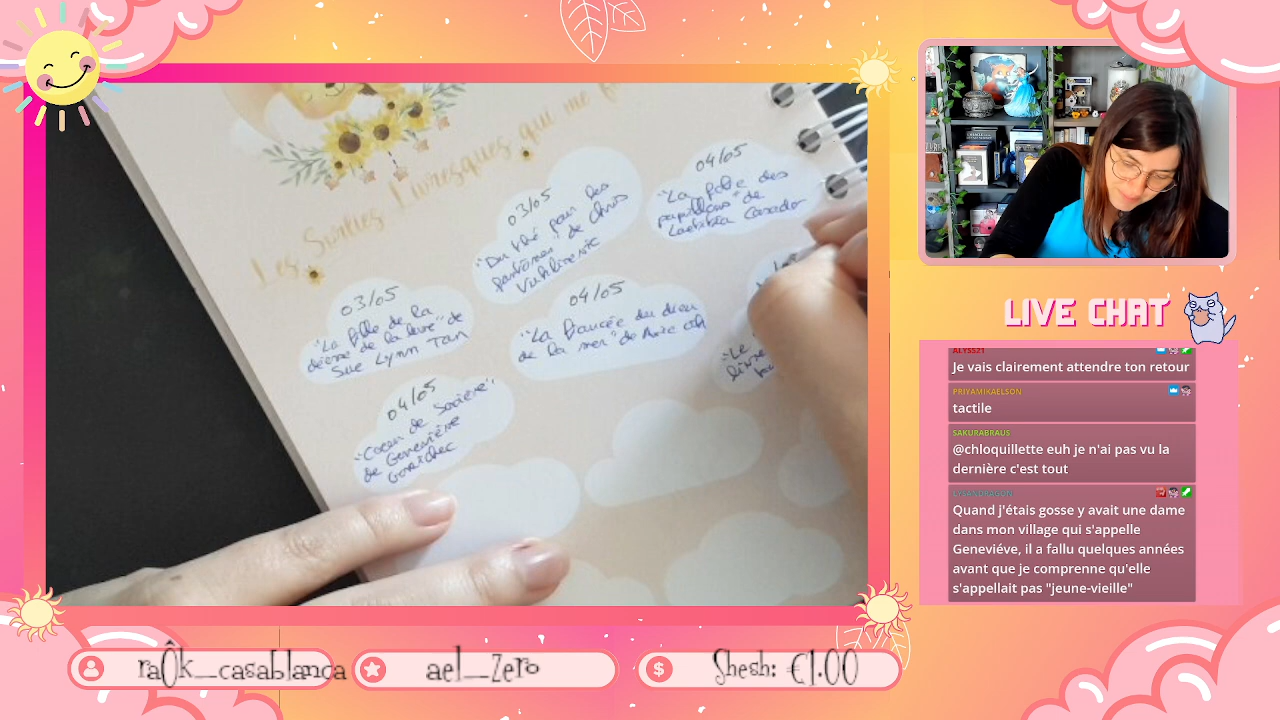 Les Sorties Livresques qui me
03/05
"La fille de la
déesse de la lune" de
Sue Lynn Tan
03/05
"Du thé pour les
fantômes" de Chris
Vuklisevic
04/05
"La folie des
papillons" de
Laetitia Casado
04/05
"La fiancée du dieu
de la mer" de Axie Oh
04/05
"Coeur de Sorcière"
de Geneviève
"Le
LIVE CHAT
ALYSS21
Je vais clairement attendre ton retour
PRIYAMIKAELSON
tactile
SAKURABRAUS
@chloquillette euh je n'ai pas vu la
dernière c'est tout
Quand j'étais gosse y avait une dame
dans mon village qui s'appelle
Geneviéve, il a fallu quelques années
avant que je comprenne qu'elle
s'appellait pas "jeune-vieille"
raÔk_casablanca
ael_Zero
Shesh: €1.00